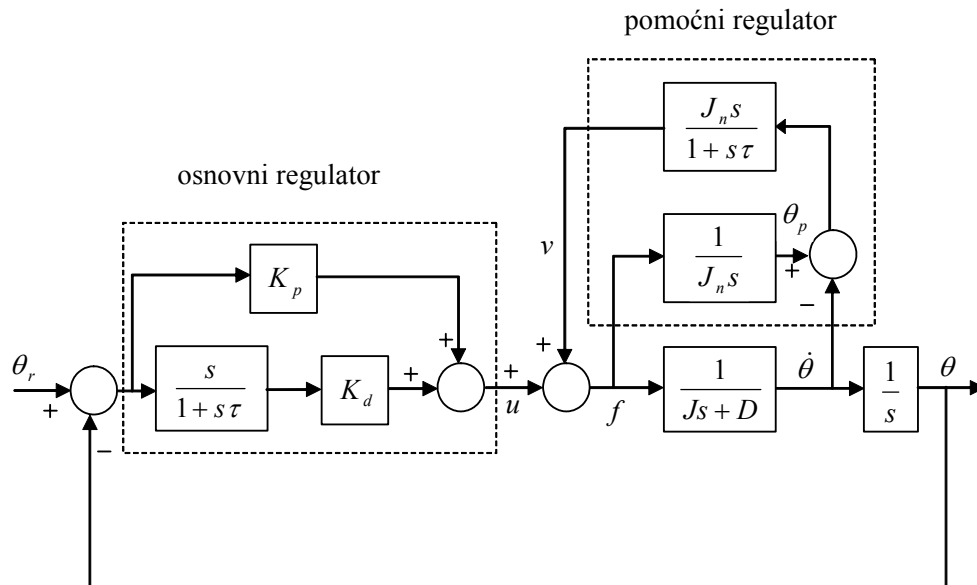 pomoćni regulator
J_n s
1 + sτ
osnovni regulator
v
1
J_n s
θ_p
+
−
K_p
θ_r
+
−
s
1 + sτ
K_d
+
+
+
u
+
f
1
Js + D
θ̇
1
s
θ